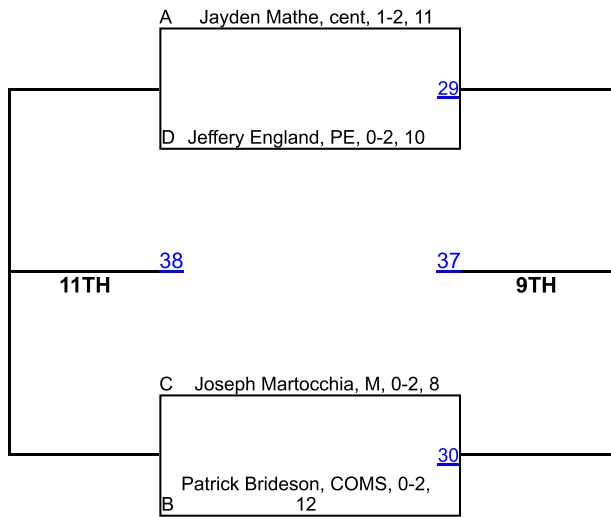 A Jayden Mathe, cent, 1-2, 11
29
D Jeffery England, PE, 0-2, 10
38
37
11TH
9TH
C Joseph Martocchia, M, 0-2, 8
30
Patrick Brideson, COMS, 0-2,
B 12